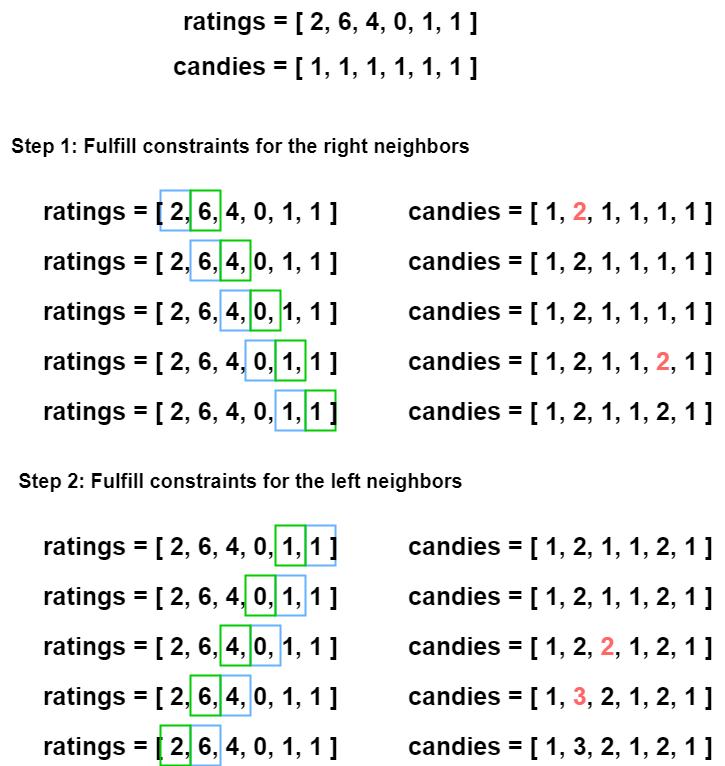 ratings = [ 2, 6, 4, 0, 1, 1 ]
candies = [ 1, 1, 1, 1, 1, 1 ]
Step 1: Fulfill constraints for the right neighbors
ratings = [ 2, 6, 4, 0, 1, 1 ] candies = [ 1, 2, 1, 1, 1, 1 ]
ratings = [ 2, 6, 4, 0, 1, 1 ] candies = [ 1, 2, 1, 1, 1, 1 ]
ratings = [ 2, 6, 4, 0, 1, 1 ] candies = [ 1, 2, 1, 1, 1, 1 ]
ratings = [ 2, 6, 4, 0, 1, 1 ] candies = [ 1, 2, 1, 1, 2, 1 ]
ratings = [ 2, 6, 4, 0, 1, 1 ] candies = [ 1, 2, 1, 1, 2, 1 ]
Step 2: Fulfill constraints for the left neighbors
ratings = [ 2, 6, 4, 0, 1, 1 ] candies = [ 1, 2, 1, 1, 2, 1 ]
ratings = [ 2, 6, 4, 0, 1, 1 ] candies = [ 1, 2, 1, 1, 2, 1 ]
ratings = [ 2, 6, 4, 0, 1, 1 ] candies = [ 1, 2, 2, 1, 2, 1 ]
ratings = [ 2, 6, 4, 0, 1, 1 ] candies = [ 1, 3, 2, 1, 2, 1 ]
ratings = [ 2, 6, 4, 0, 1, 1 ] candies = [ 1, 3, 2, 1, 2, 1 ]